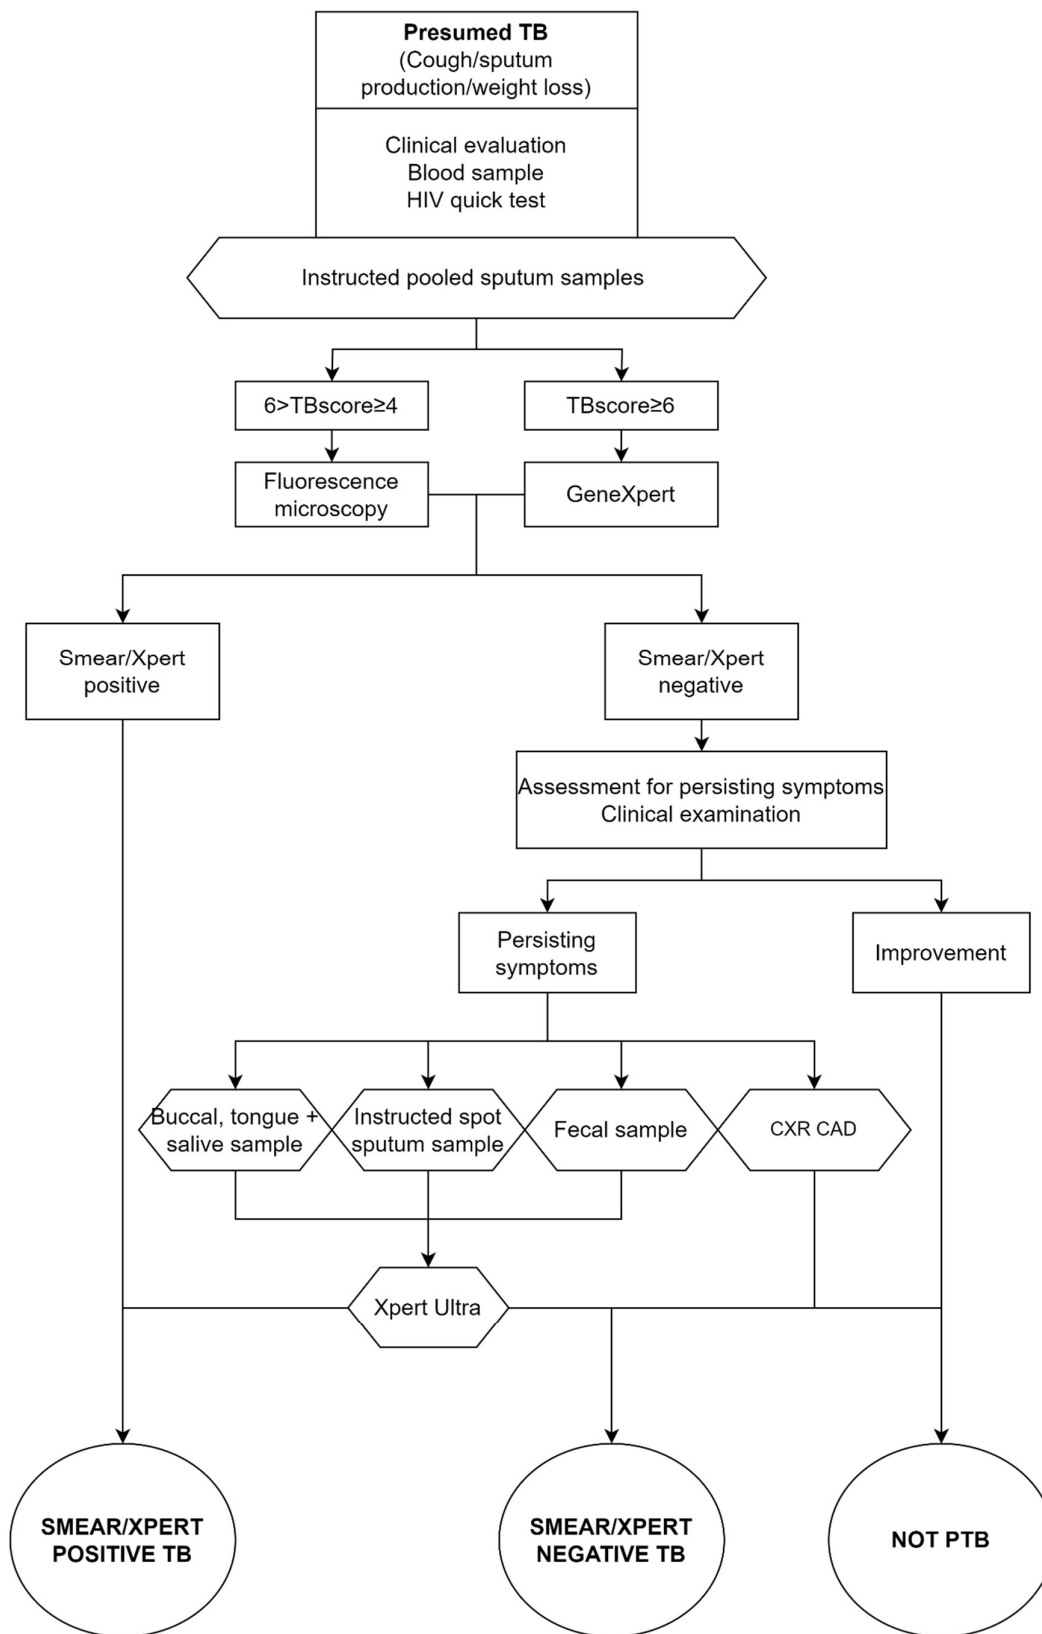 Presumed TB
(Cough/sputum
production/weight loss)
Clinical evaluation
Blood sample
HIV quick test
Instructed pooled sputum samples
6>TBscore≥4
TBscore≥6
Fluorescence
microscopy
GeneXpert
Smear/Xpert
positive
Smear/Xpert
negative
Assessment for persisting symptoms
Clinical examination
Persisting
symptoms
Improvement
Buccal, tongue +
salive sample
Instructed spot
sputum sample
Fecal sample
CXR CAD
Xpert Ultra
SMEAR/XPERT
POSITIVE TB
SMEAR/XPERT
NEGATIVE TB
NOT PTB